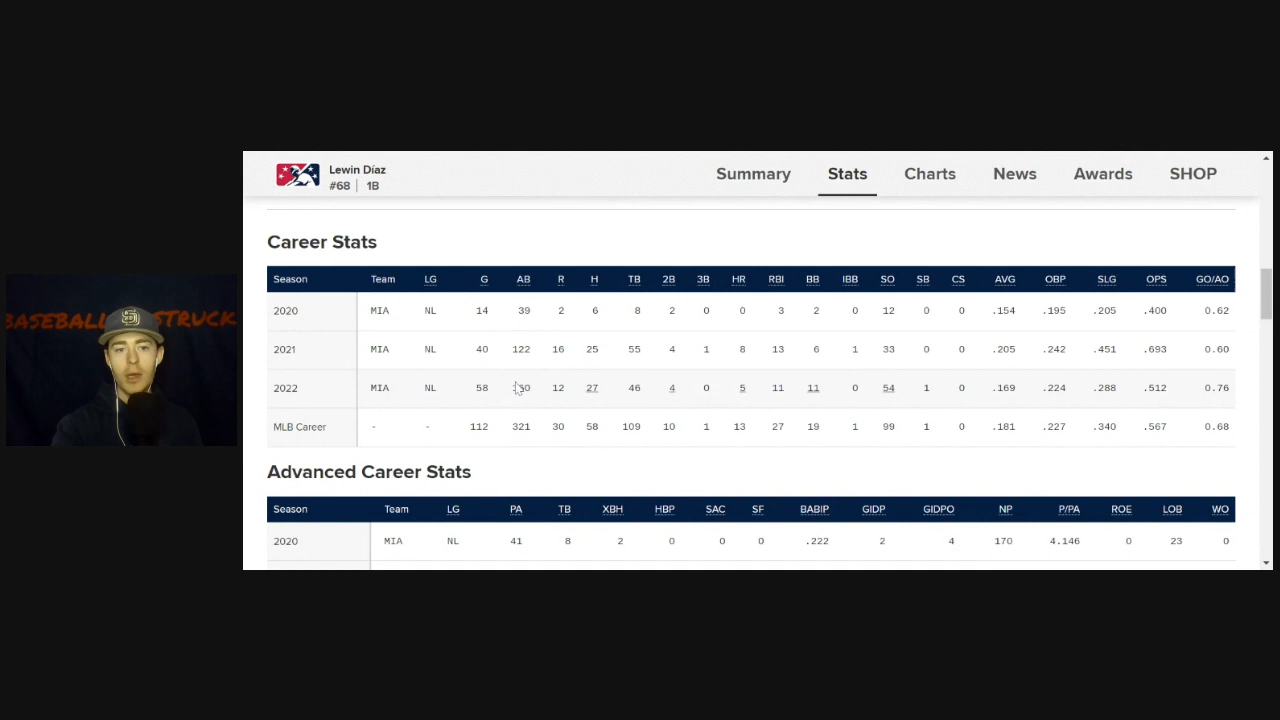 Lewin Díaz
#68 | 1B
Summary Stats Charts News Awards SHOP
BASEBALL STRUCK
SD
Career Stats
Season Team LG G AB R H TB 2B 3B HR RBI BB IBB SO SB CS AVG OBP SLG OPS GO/AO
2020 MIA NL 14 39 2 6 8 2 0 0 3 2 0 12 0 0 .154 .195 .205 .400 0.62
2021 MIA NL 40 122 16 25 55 4 1 8 13 6 1 33 0 0 .205 .242 .451 .693 0.60
2022 MIA NL 58 12 27 46 4 0 5 11 11 0 54 1 0 .169 .224 .288 .512 0.76
MLB Career - - 112 321 30 58 109 10 1 13 27 19 1 99 1 0 .181 .227 .340 .567 0.68
Advanced Career Stats
Season Team LG PA TB XBH HBP SAC SF BABIP GIDP GIDPO NP P/PA ROE LOB WO
2020 MIA NL 41 8 2 0 0 0 .222 2 4 170 4.146 0 23 0